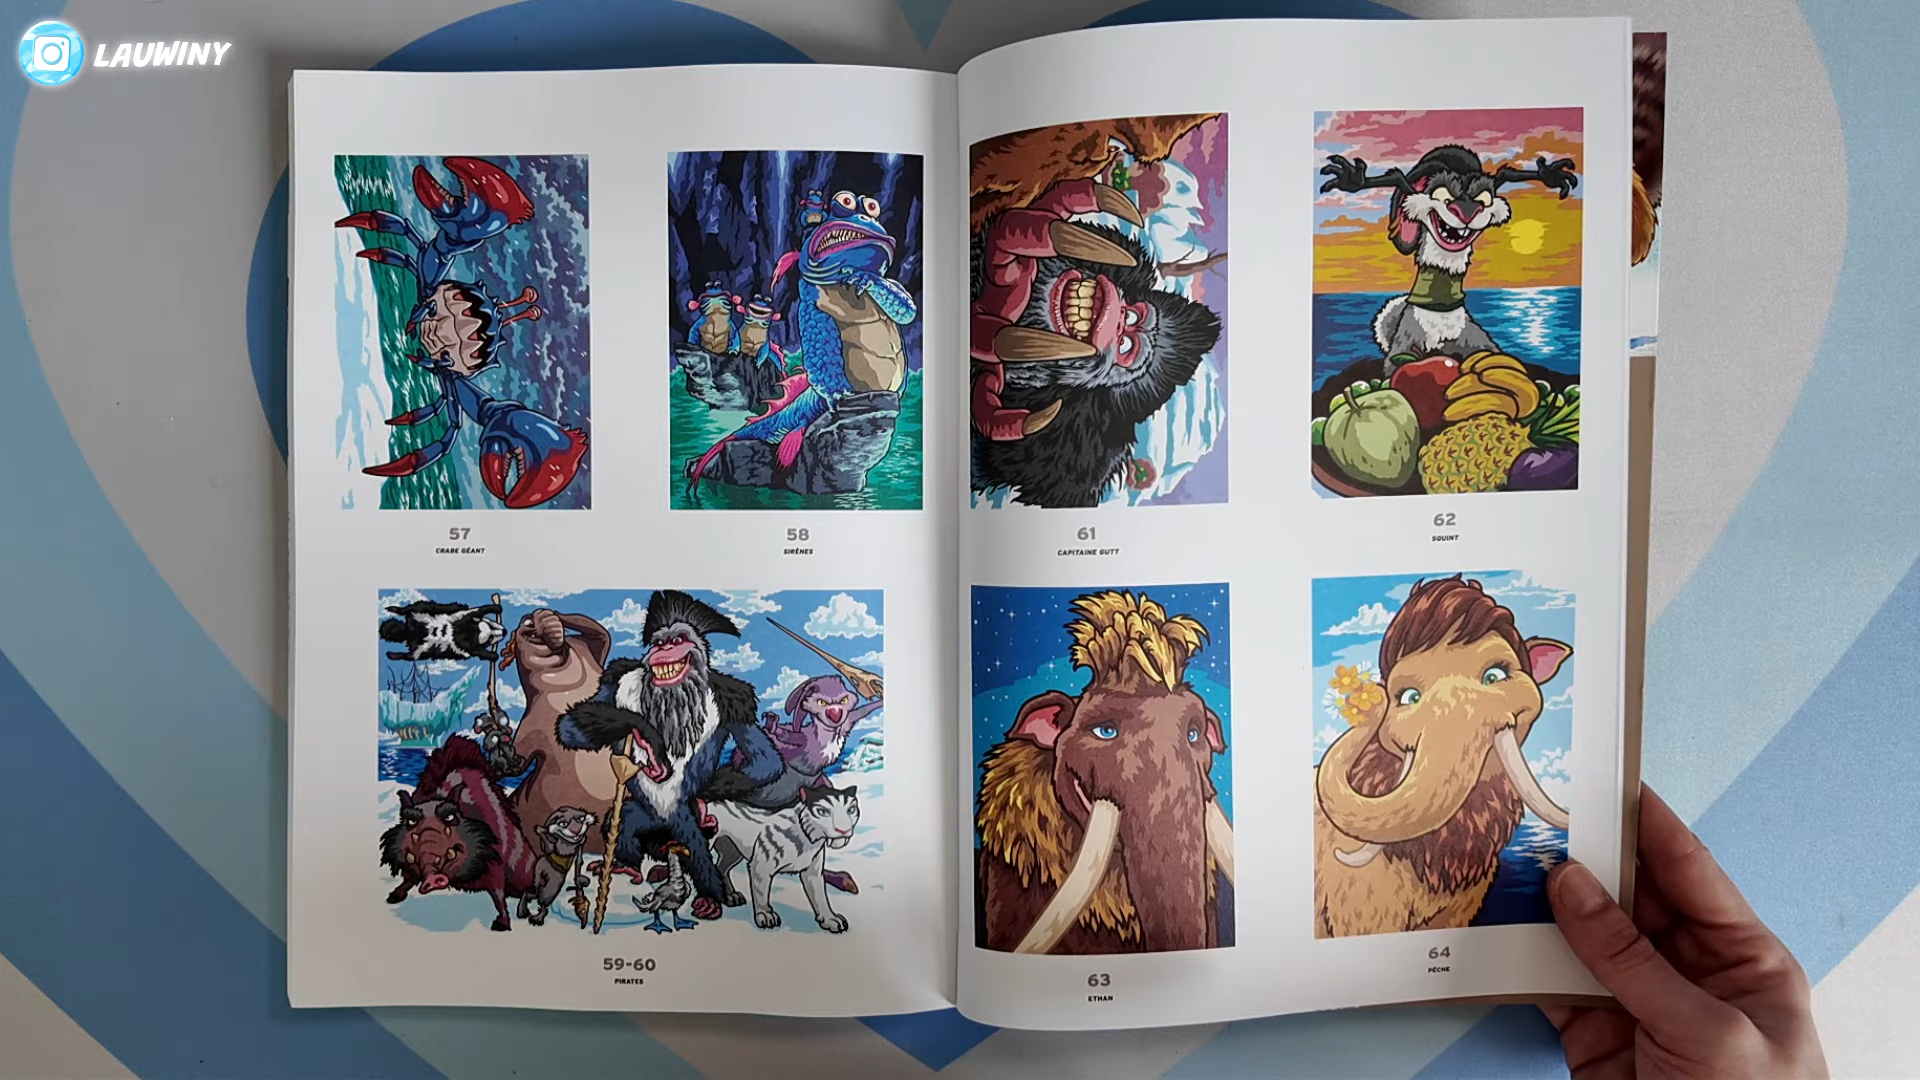 LAUWINY
57
CRABE GÉANT
58
SIRÈNES
59-60
PIRATES
61
CAPITAINE GUTT
62
SQUINT
63
ETHAN
64
PÊCHE